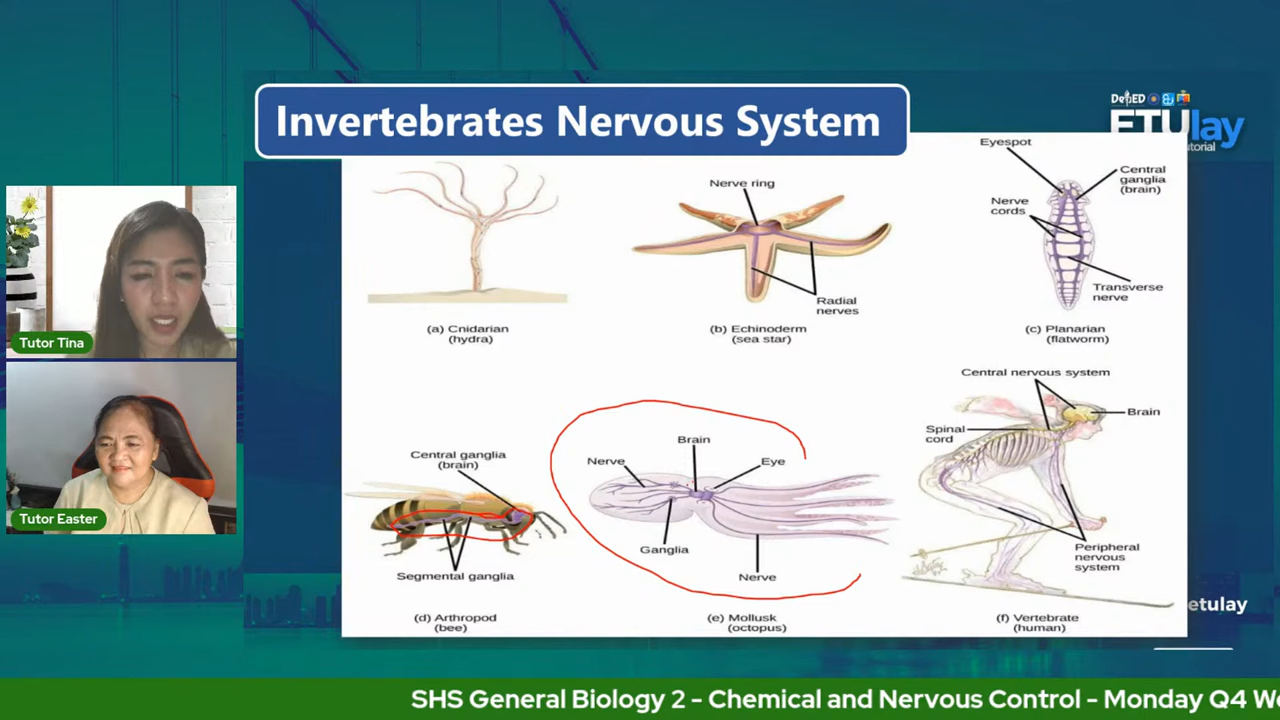 Invertebrates Nervous System
DepED
ETUlay
utorial
Tutor Tina
Tutor Easter
Nerve ring
Radial
nerves
Eyespot
Central
ganglia
(brain)
Nerve
cords
Transverse
nerve
(a) Cnidarian
(hydra)
(b) Echinoderm
(sea star)
(c) Planarian
(flatworm)
Central ganglia
(brain)
Segmental ganglia
Brain
Nerve
Eye
Ganglia
Nerve
Central nervous system
Brain
Spinal
cord
Peripheral
nervous
system
(d) Arthropod
(bee)
(e) Mollusk
(octopus)
(f) Vertebrate
(human)
etulay
SHS General Biology 2 - Chemical and Nervous Control - Monday Q4 We